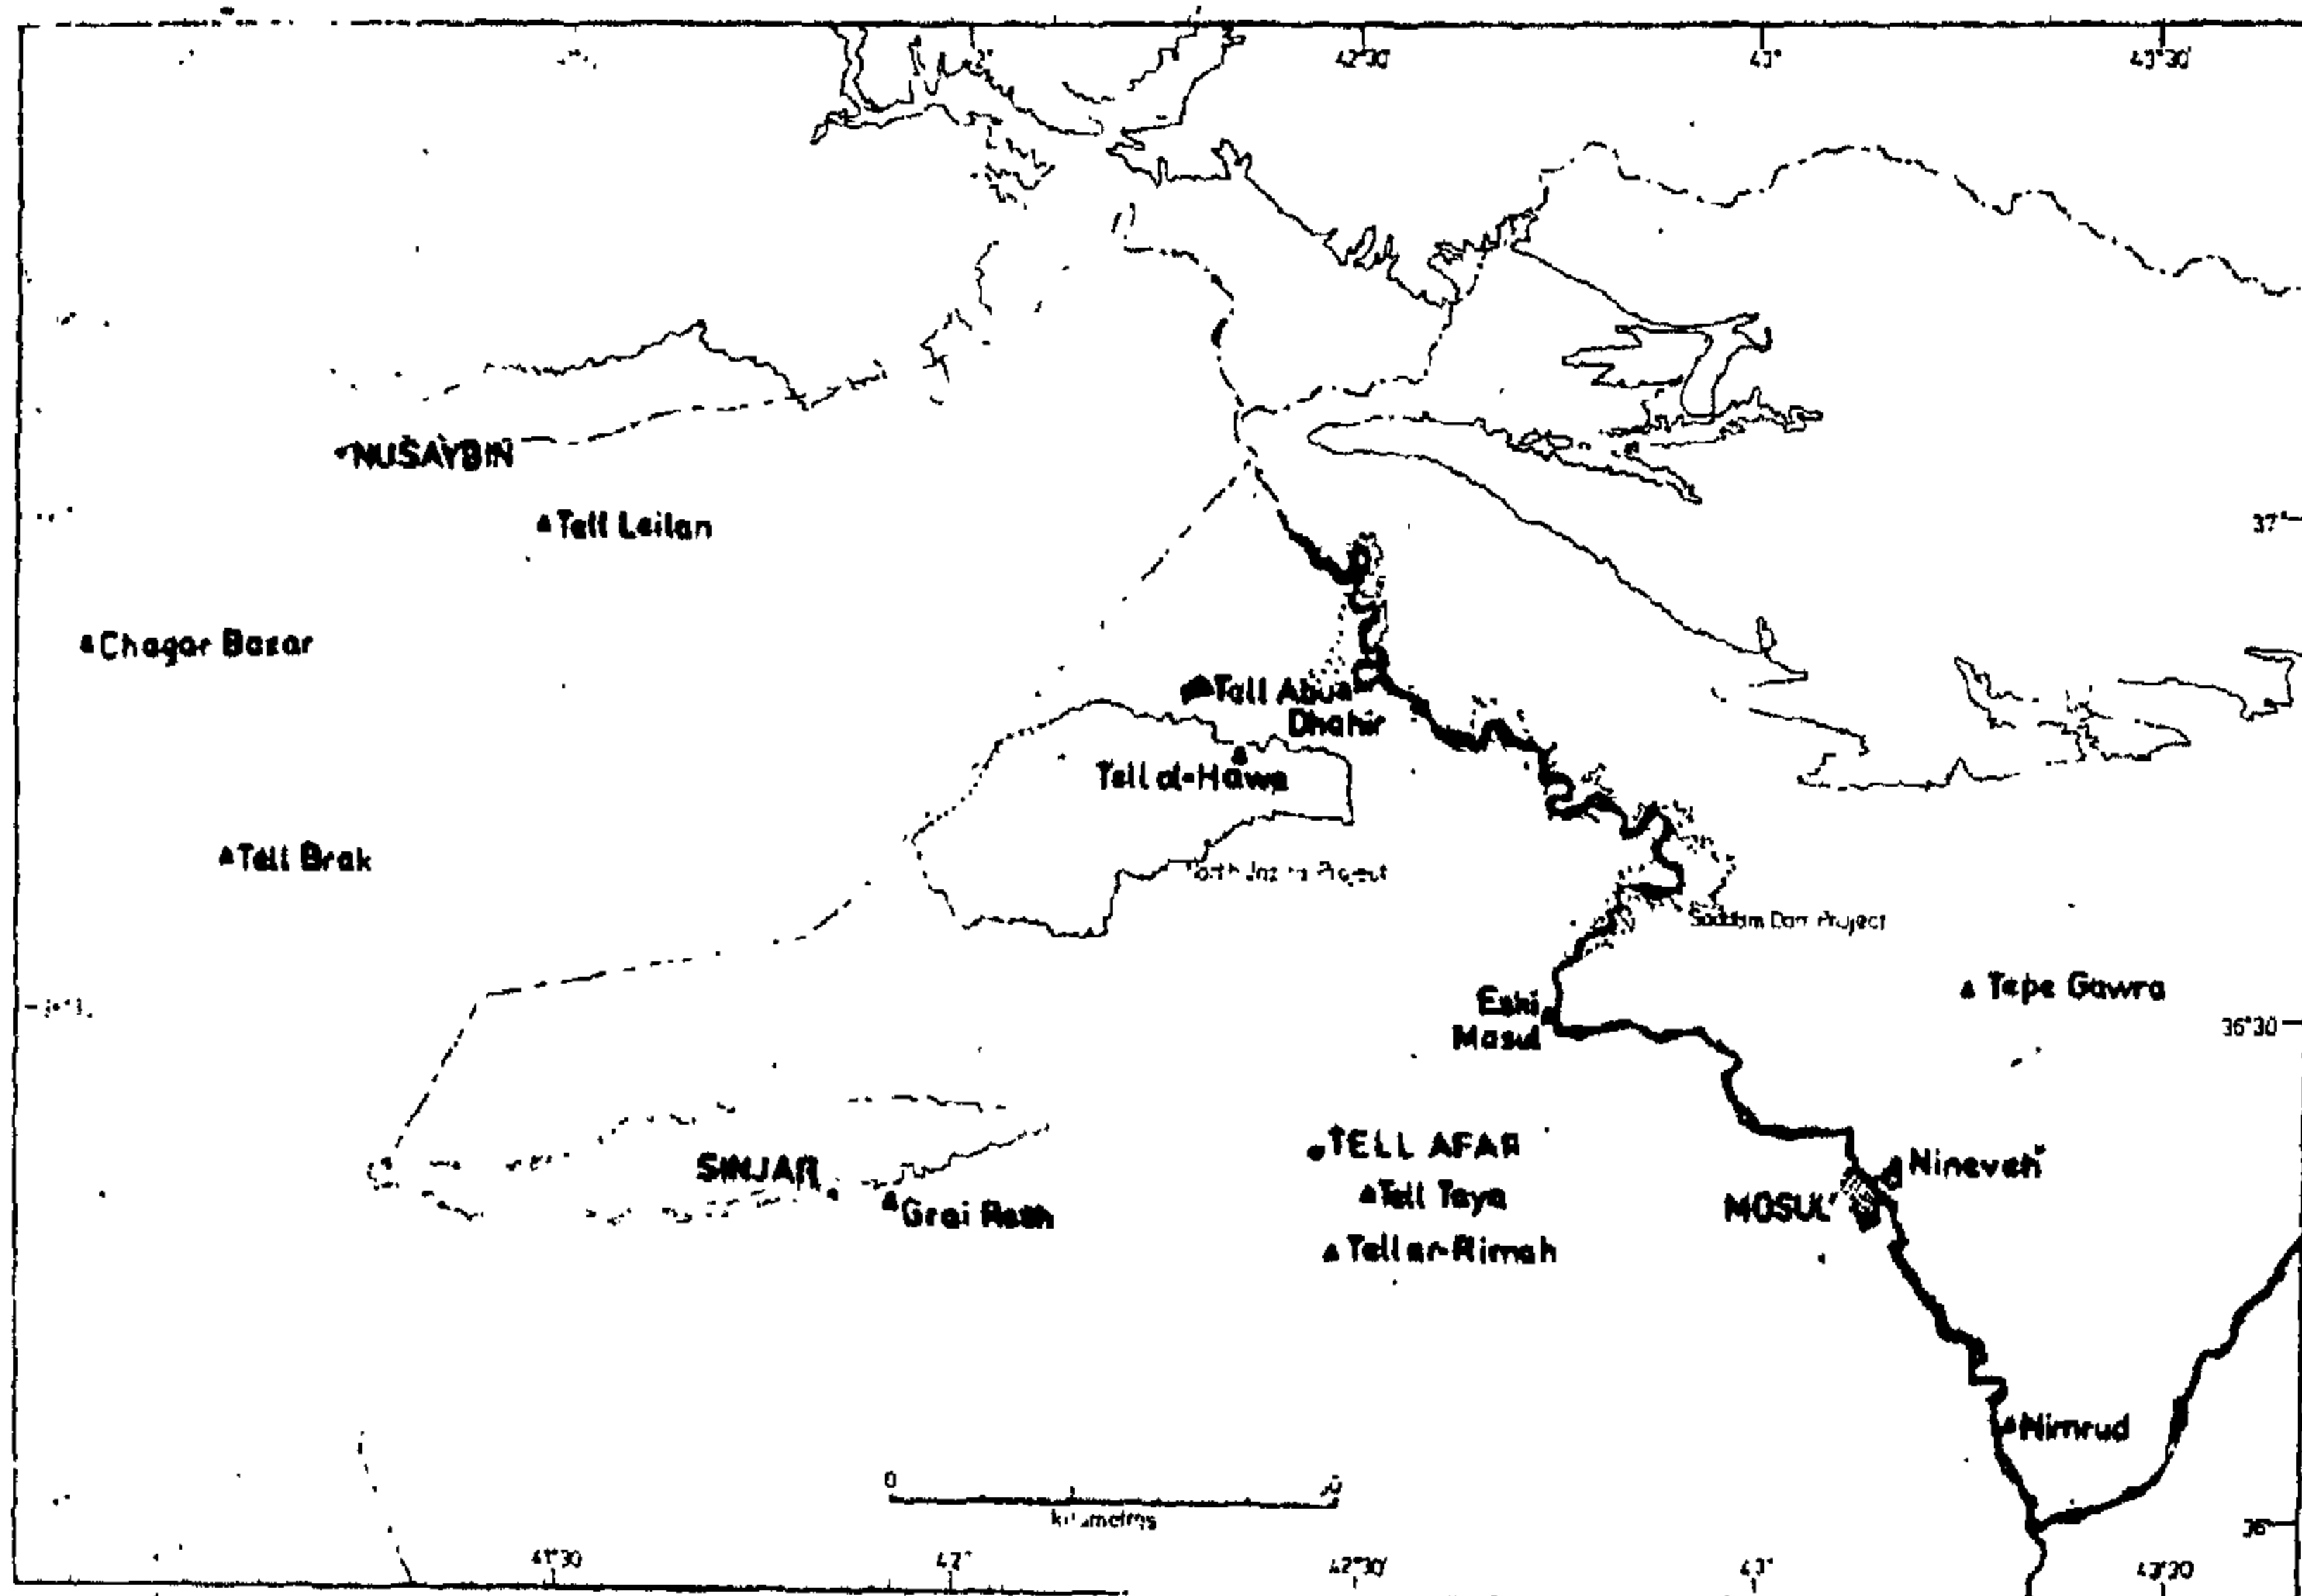 42°30'
43°
43°30'
NUSAYBIN
Tell Leilan
37°
Chagar Bazar
Tall Abu
Dhahir
Tell al-Hawa
Tell Brak
Project
Saddam Dam Project
Tepe Gawra
Eski
Mosul
36°30
TELL AFAR
Nineveh
SINJAR
Tell Taya
MOSUL
Grai Resh
Tell ar-Rimah
Nimrud
0
kilometres
36°
41°30
42°
42°30'
43°
43°30